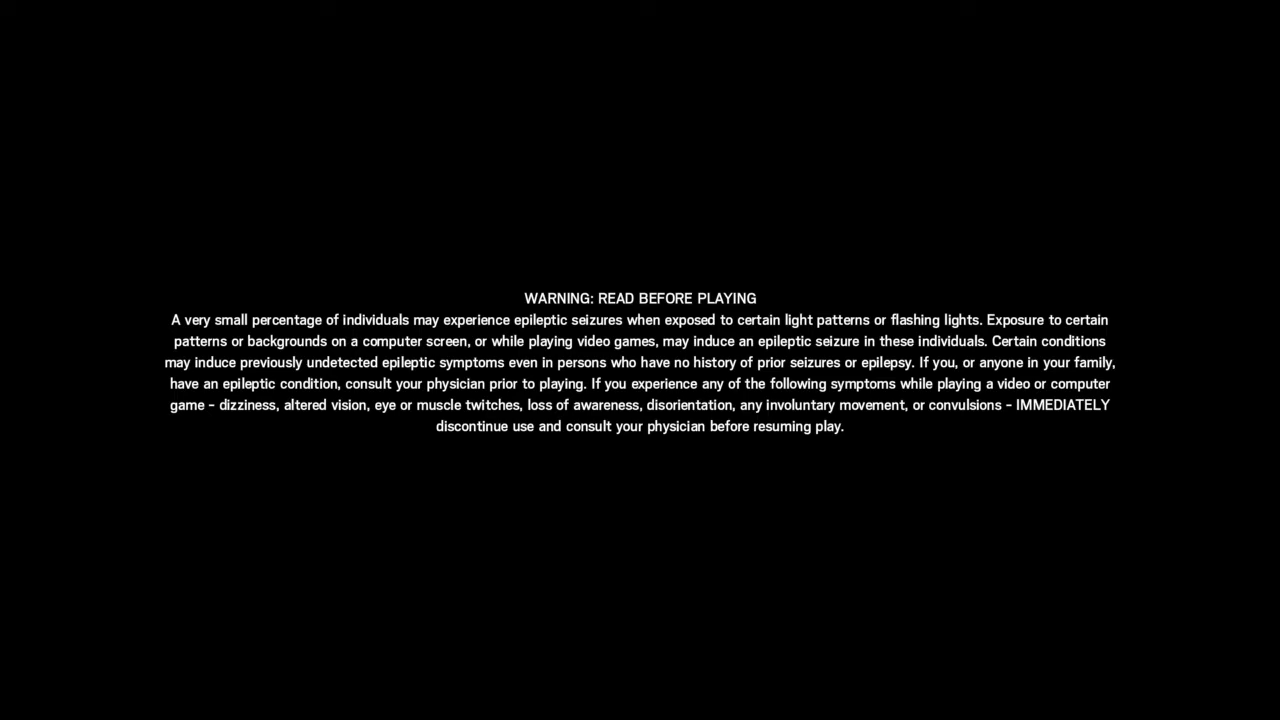 WARNING: READ BEFORE PLAYING
A very small percentage of individuals may experience epileptic seizures when exposed to certain light patterns or flashing lights. Exposure to certain
patterns or backgrounds on a computer screen, or while playing video games, may induce an epileptic seizure in these individuals. Certain conditions
may induce previously undetected epileptic symptoms even in persons who have no history of prior seizures or epilepsy. If you, or anyone in your family,
have an epileptic condition, consult your physician prior to playing. If you experience any of the following symptoms while playing a video or computer
game - dizziness, altered vision, eye or muscle twitches, loss of awareness, disorientation, any involuntary movement, or convulsions - IMMEDIATELY
discontinue use and consult your physician before resuming play.